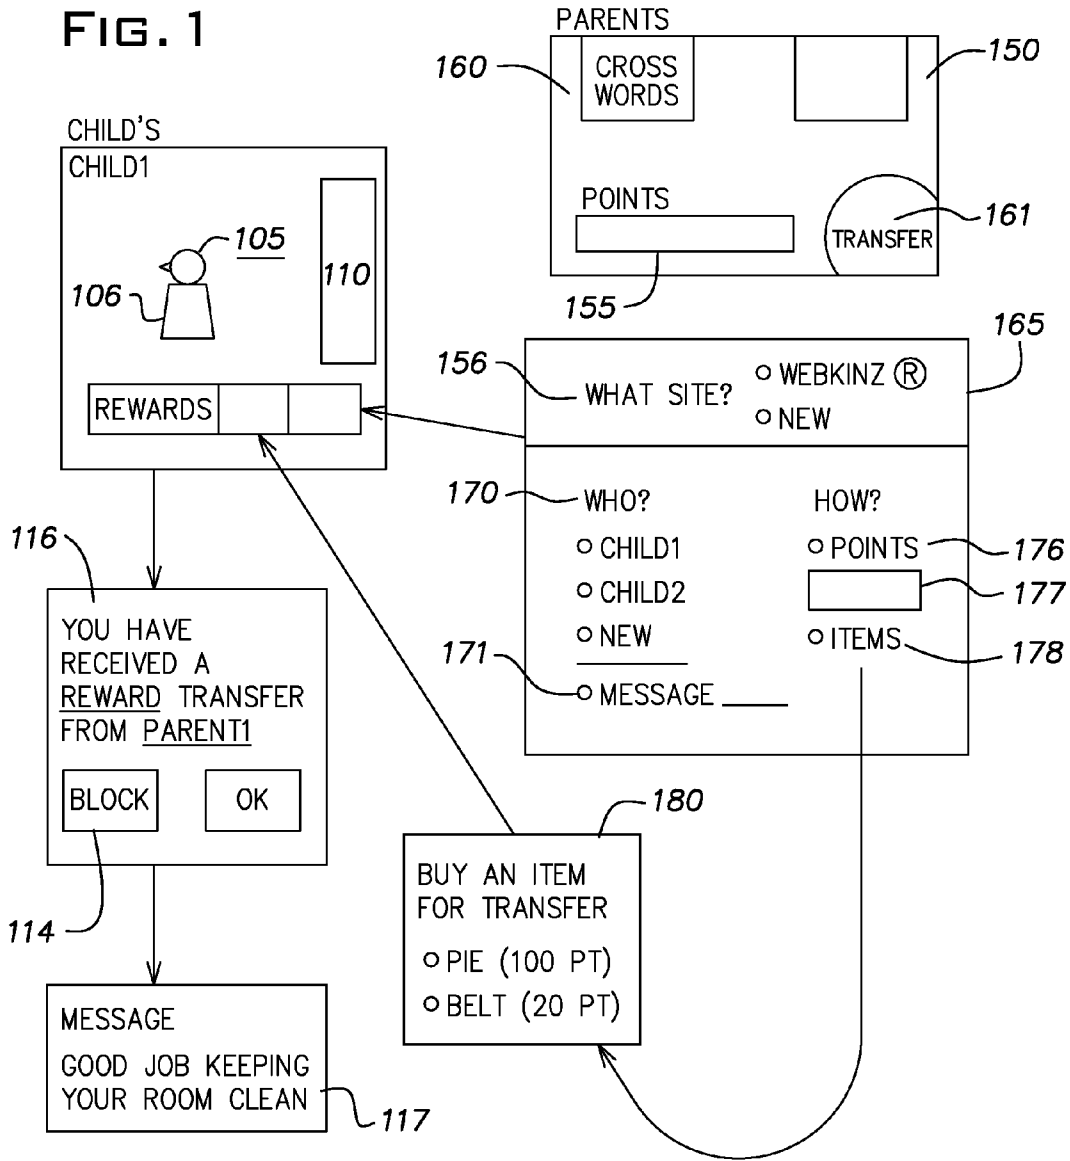 FIG. 1
PARENTS
160
CROSS
WORDS
150
POINTS
TRANSFER
161
155
CHILD'S
CHILD1
105
106
110
REWARDS
165
156
WHAT SITE?
WEBKINZ ®
NEW
170
WHO?
HOW?
CHILD1
POINTS
176
CHILD2
177
NEW
ITEMS
178
171
MESSAGE
116
YOU HAVE
RECEIVED A
REWARD TRANSFER
FROM PARENT1
BLOCK
OK
114
180
BUY AN ITEM
FOR TRANSFER
PIE (100 PT)
BELT (20 PT)
MESSAGE
GOOD JOB KEEPING
YOUR ROOM CLEAN
117